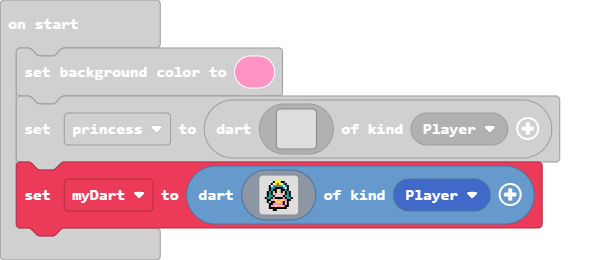 on start
set background color to
set princess to dart of kind Player
set myDart to dart of kind Player